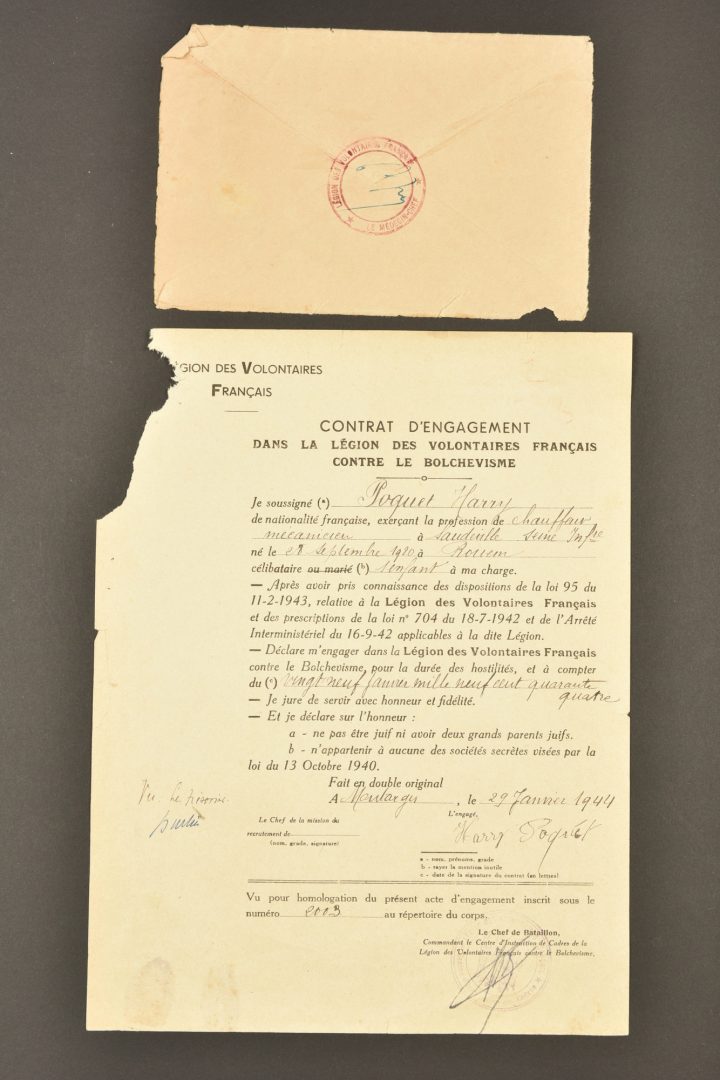 LÉGION DES VOLONTAIRES FRANÇAIS
LE MÉDECIN-CHEF
GION DES VOLONTAIRES
FRANÇAIS
CONTRAT D'ENGAGEMENT
DANS LA LÉGION DES VOLONTAIRES FRANÇAIS
CONTRE LE BOLCHEVISME
Je soussigné (a) Poquet Harry
de nationalité française, exerçant la profession de chauffeur
mecanicien à Seine Infre
né le 28 Septembre 1920 à Rouen
célibataire ou marié (b) 1 enfant à ma charge.
— Après avoir pris connaissance des dispositions de la loi 95 du
11-2-1943, relative à la Légion des Volontaires Français
et des prescriptions de la loi n° 704 du 18-7-1942 et de l'Arrêté
Interministériel du 16-9-42 applicables à la dite Légion.
— Déclare m'engager dans la Légion des Volontaires Français
contre le Bolchevisme, pour la durée des hostilités, et à compter
du (c) vingt neuf Janvier mille neuf cent quarante
quatre
— Je jure de servir avec honneur et fidélité.
— Et je déclare sur l'honneur :
a - ne pas être juif ni avoir deux grands parents juifs.
b - n'appartenir à aucune des sociétés secrètes visées par la
loi du 13 Octobre 1940.
Fait en double original
A Montargis, le 29 Janvier 1944
Vu
L'engagé,
Harry Poquet
Le Chef de la mission du
recrutement de
(nom, grade, signature)
a - nom, prénoms, grade
b - rayer la mention inutile
c - date de la signature du contrat (en lettres)
Vu pour homologation du présent acte d'engagement inscrit sous le
numéro 2003 au répertoire du corps.
Le Chef de Bataillon,
Commandant le Centre d'Instruction de Cadres de la
Légion des Volontaires Français contre le Bolchevisme,